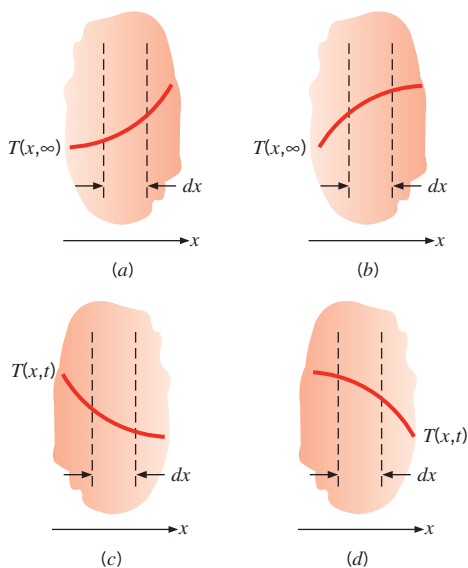 T(x,∞)
dx
x
(a)
T(x,∞)
dx
x
(b)
T(x,t)
dx
x
(c)
T(x,t)
dx
x
(d)